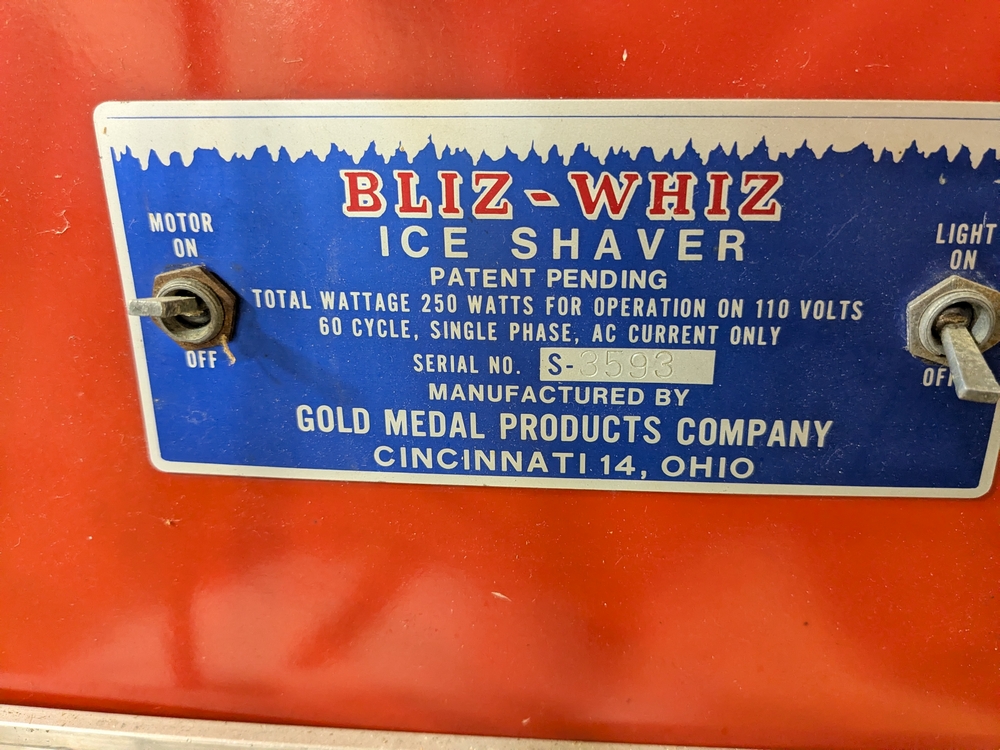 BLIZ-WHIZ
ICE SHAVER
PATENT PENDING
TOTAL WATTAGE 250 WATTS FOR OPERATION ON 110 VOLTS
60 CYCLE, SINGLE PHASE, AC CURRENT ONLY
SERIAL NO. S-3593
MANUFACTURED BY
GOLD MEDAL PRODUCTS COMPANY
CINCINNATI 14, OHIO
MOTOR
ON
OFF
LIGHT
ON
OFF